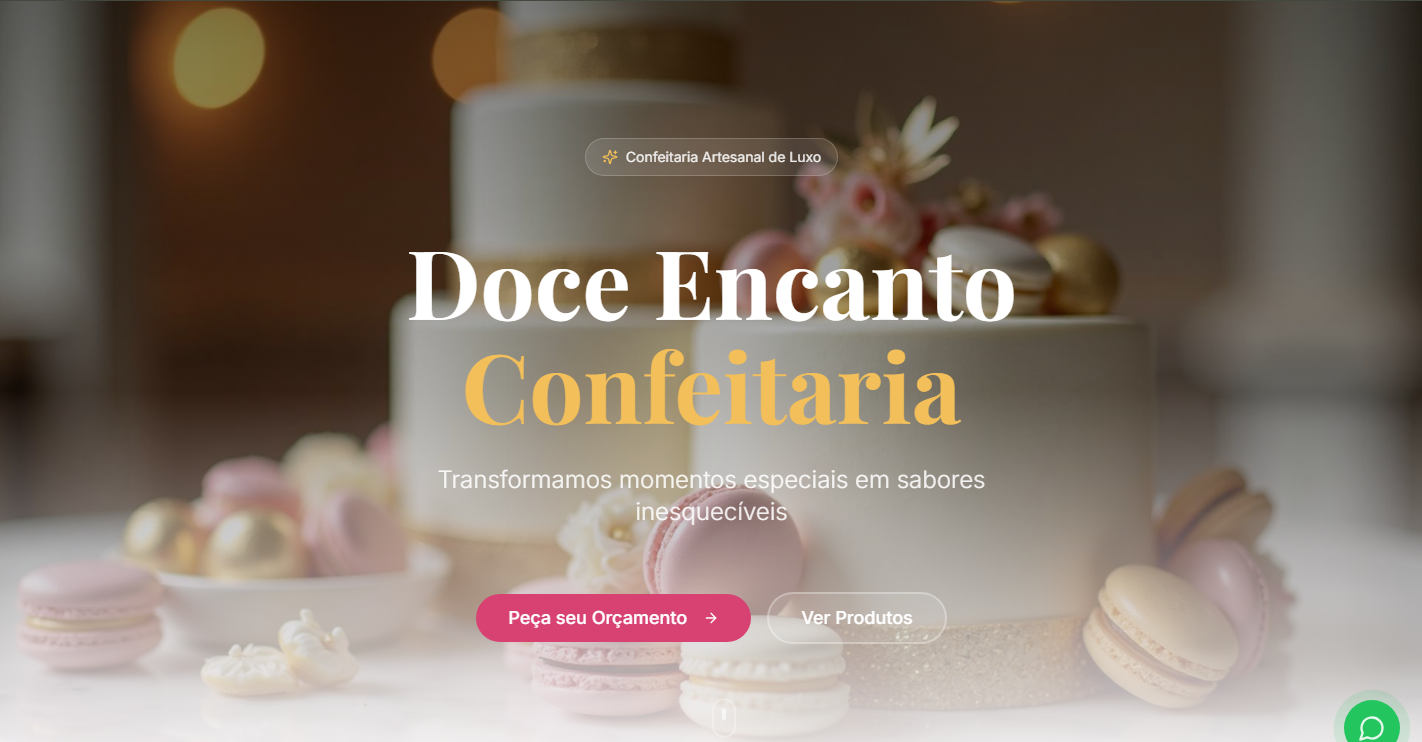 Confeitaria Artesanal de Luxo
Doce Encanto
Confeitaria
Transformamos momentos especiais em sabores
inesquecíveis
Peça seu Orçamento
Ver Produtos